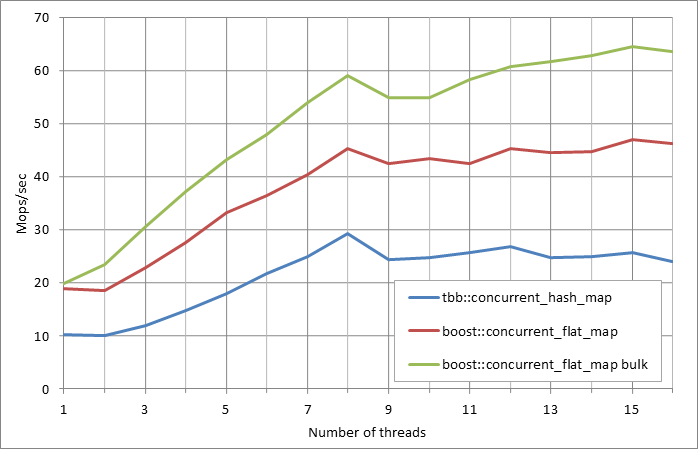 70
60
50
40
30
20
10
0
Mops/sec
tbb::concurrent_hash_map
boost::concurrent_flat_map
boost::concurrent_flat_map bulk
1 3 5 7 9 11 13 15
Number of threads